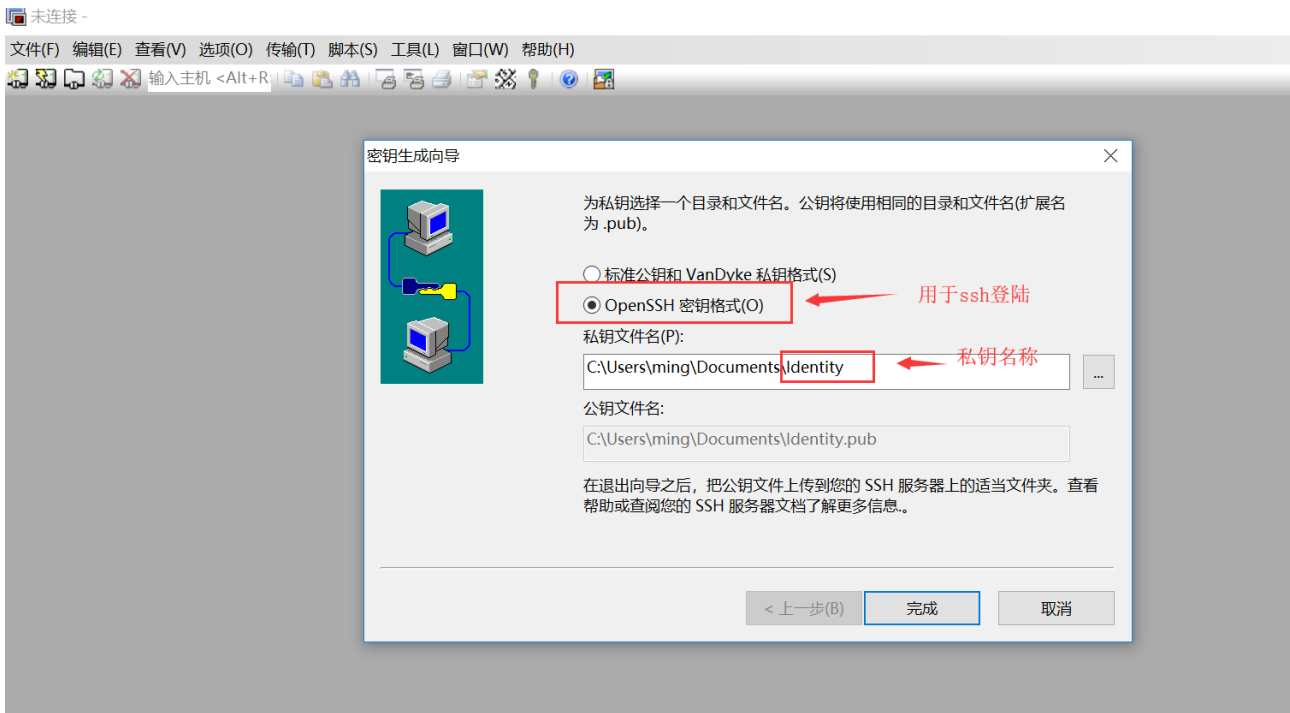 未连接 -
文件(F) 编辑(E) 查看(V) 选项(O) 传输(T) 脚本(S) 工具(L) 窗口(W) 帮助(H)
输入主机 <Alt+R
密钥生成向导
为私钥选择一个目录和文件名。公钥将使用相同的目录和文件名(扩展名
为 .pub)。
标准公钥和 VanDyke 私钥格式(S)
OpenSSH 密钥格式(O)
用于ssh登陆
私钥文件名(P):
C:\Users\ming\Documents\Identity
私钥名称
...
公钥文件名:
C:\Users\ming\Documents\Identity.pub
在退出向导之后，把公钥文件上传到您的 SSH 服务器上的适当文件夹。查看
帮助或查阅您的 SSH 服务器文档了解更多信息.。
< 上一步(B)
完成
取消